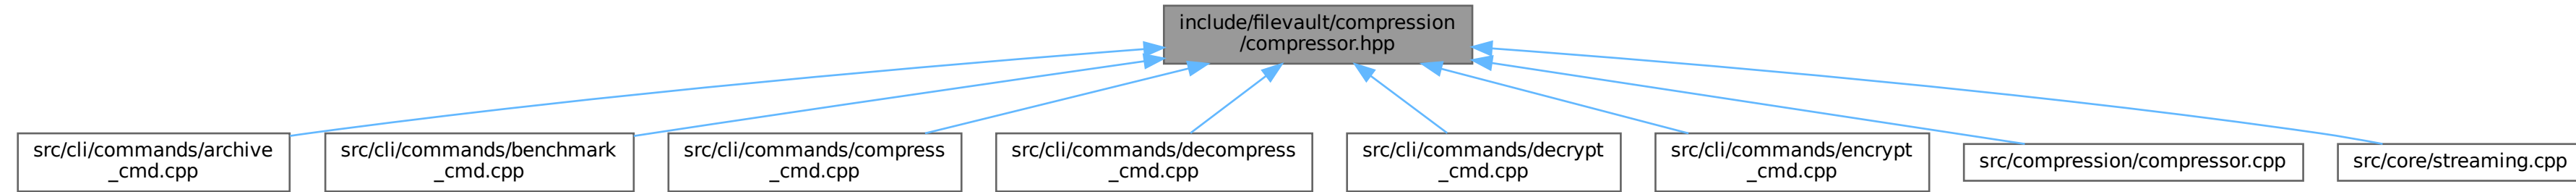 include/filevault/compression
/compressor.hpp
src/cli/commands/archive
_cmd.cpp
src/cli/commands/benchmark
_cmd.cpp
src/cli/commands/compress
_cmd.cpp
src/cli/commands/decompress
_cmd.cpp
src/cli/commands/decrypt
_cmd.cpp
src/cli/commands/encrypt
_cmd.cpp
src/compression/compressor.cpp
src/core/streaming.cpp